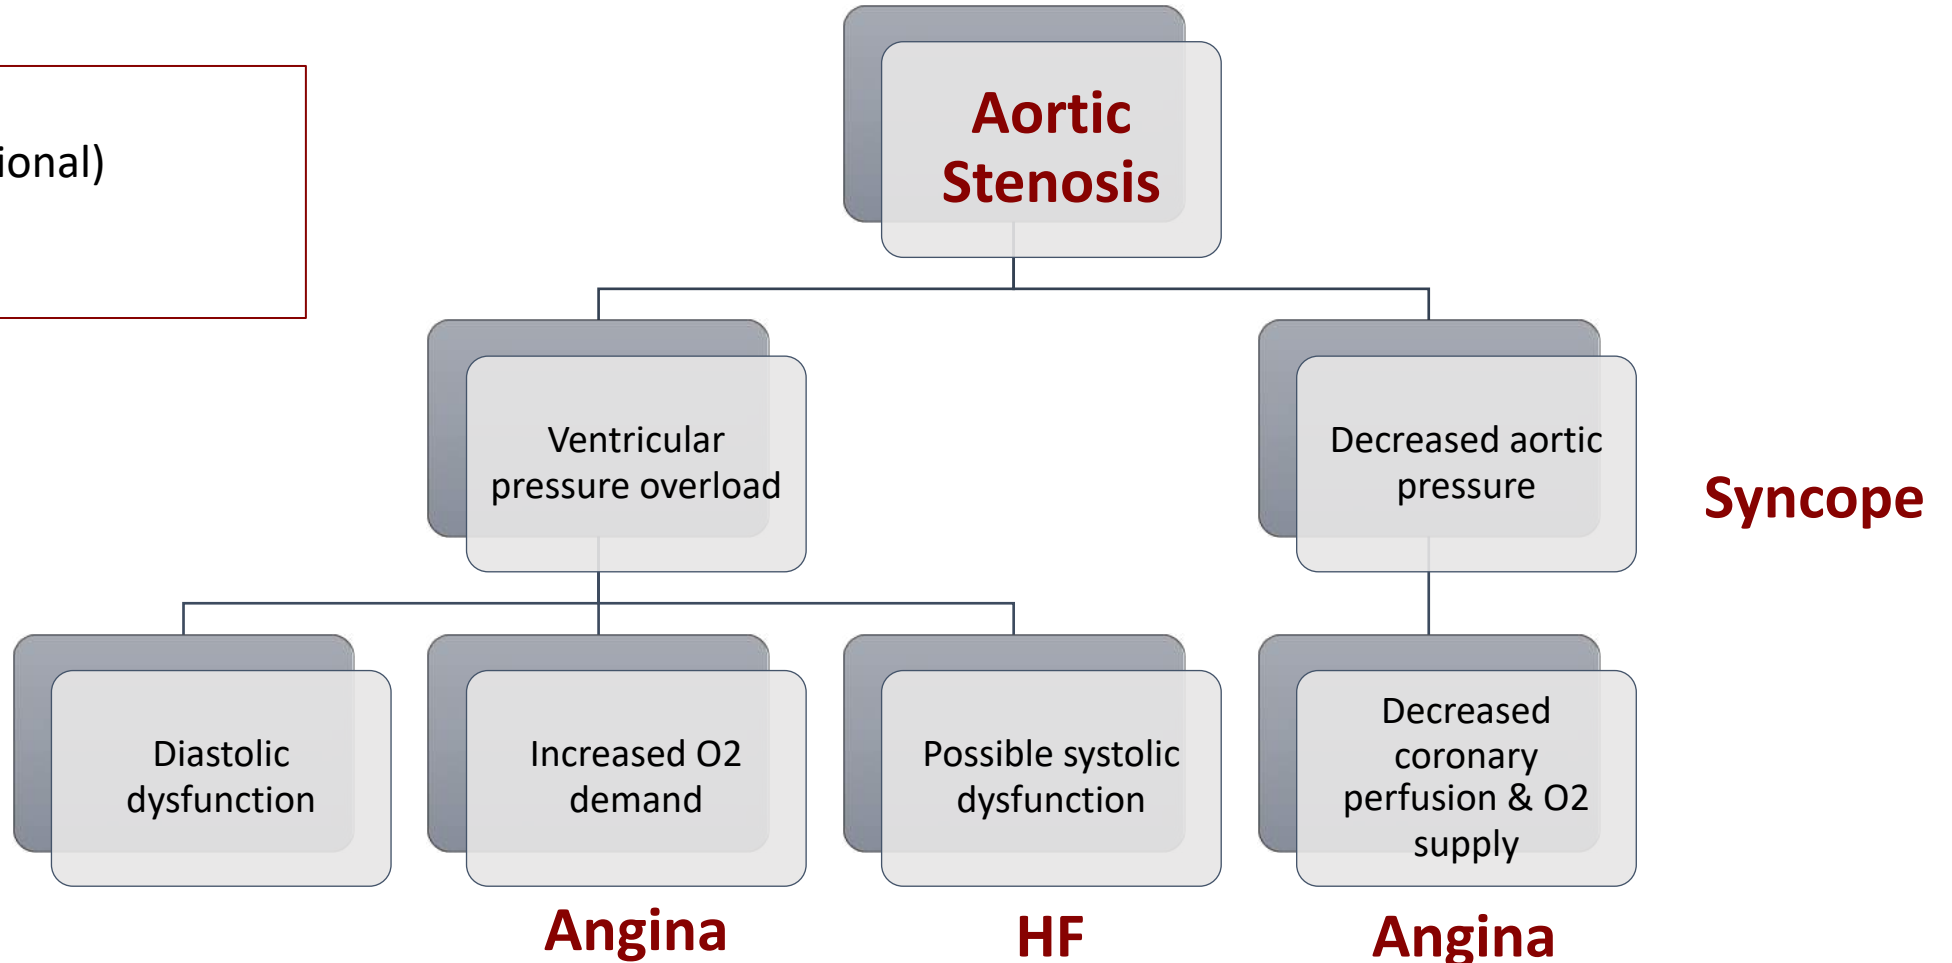 ional)
Aortic
Stenosis
Ventricular
pressure overload
Decreased aortic
pressure
Syncope
Diastolic
dysfunction
Increased O2
demand
Possible systolic
dysfunction
Decreased
coronary
perfusion & O2
supply
Angina
HF
Angina